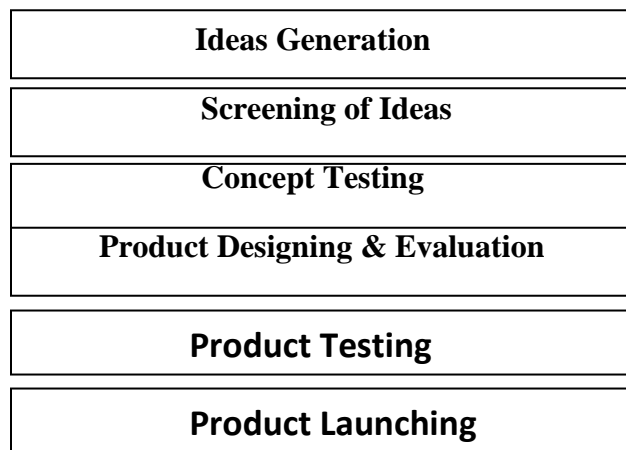 Ideas Generation
Screening of Ideas
Concept Testing
Product Designing & Evaluation
Product Testing
Product Launching